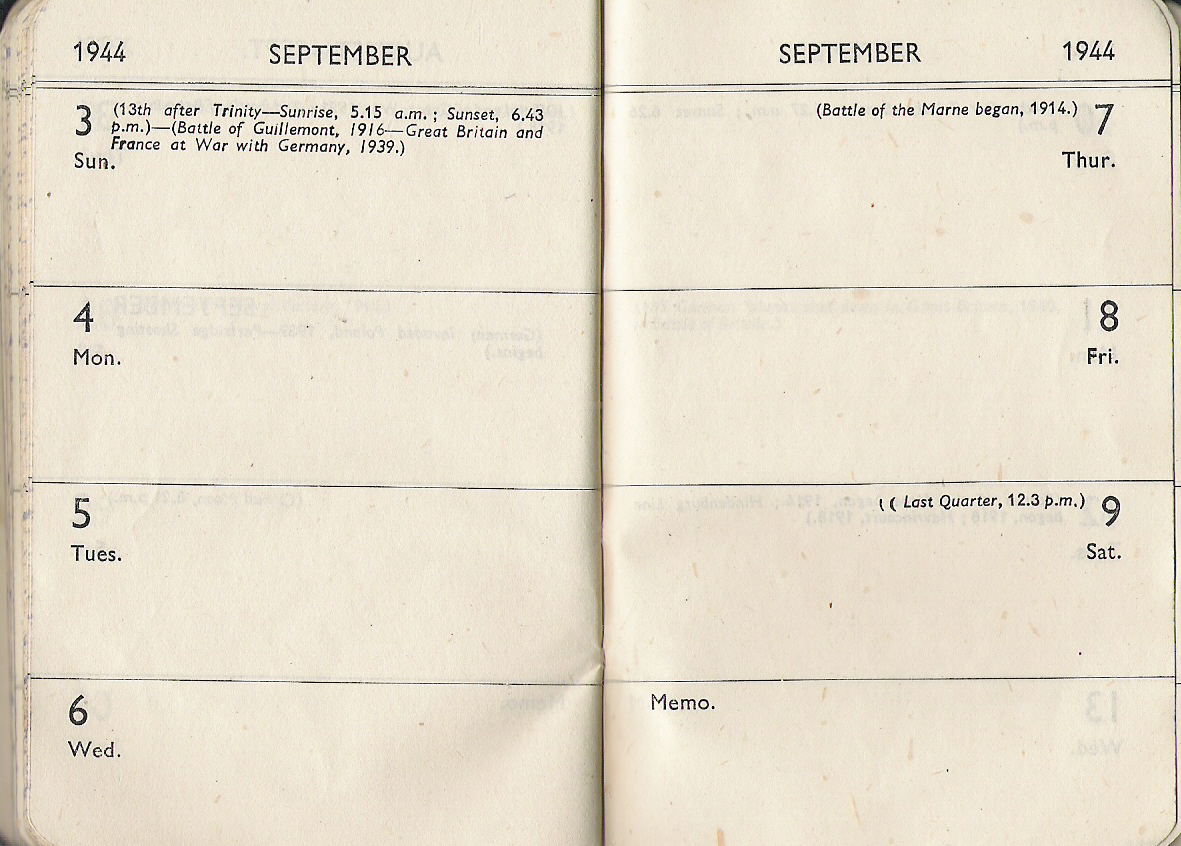 1944 SEPTEMBER
3 (13th after Trinity—Sunrise, 5.15 a.m. ; Sunset, 6.43
p.m.)—(Battle of Guillemont, 1916—Great Britain and
France at War with Germany, 1939.)
Sun.
4
Mon.
5
Tues.
6
Wed.
SEPTEMBER 1944
(Battle of the Marne began, 1914.) 7
Thur.
8
Fri.
(☾ Last Quarter, 12.3 p.m.) 9
Sat.
Memo.